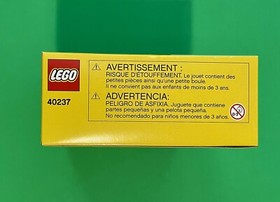 LEGO
40237
AVERTISSEMENT :
RISQUE D'ÉTOUFFEMENT. Le jouet contient des
petites pièces ainsi qu'une petite boule.
Il ne convient pas aux enfants de moins de 3 ans.
ADVERTENCIA:
PELIGRO DE ASFIXIA. Juguete que contiene
partes pequeñas y una pelota pequeña.
No recomendado para niños menores de 3 años.